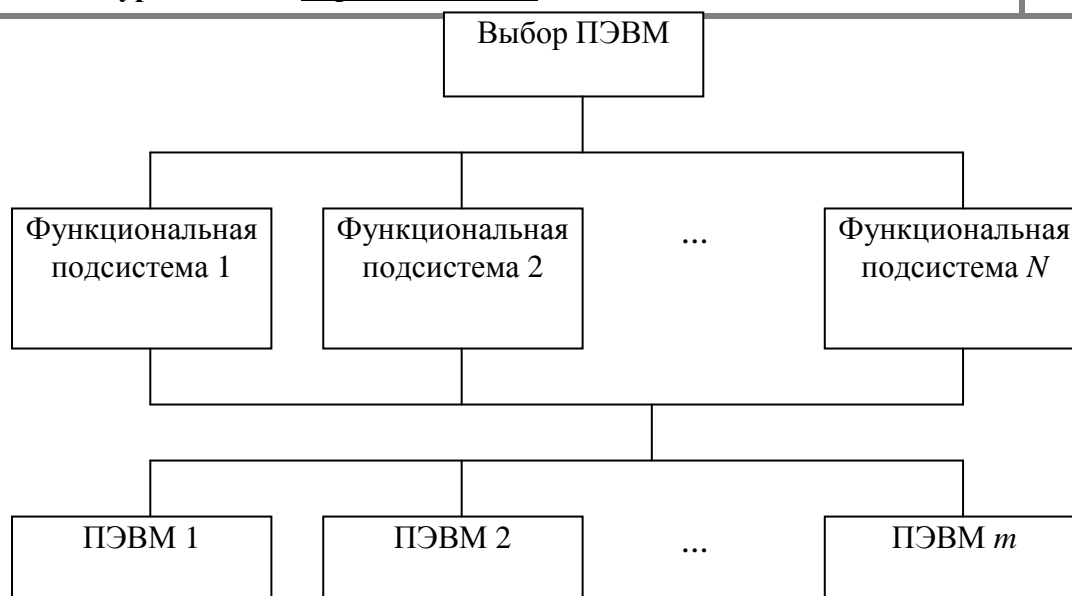 Выбор ПЭВМ
Функциональная
подсистема 1
Функциональная
подсистема 2
...
Функциональная
подсистема N
ПЭВМ 1
ПЭВМ 2
...
ПЭВМ m